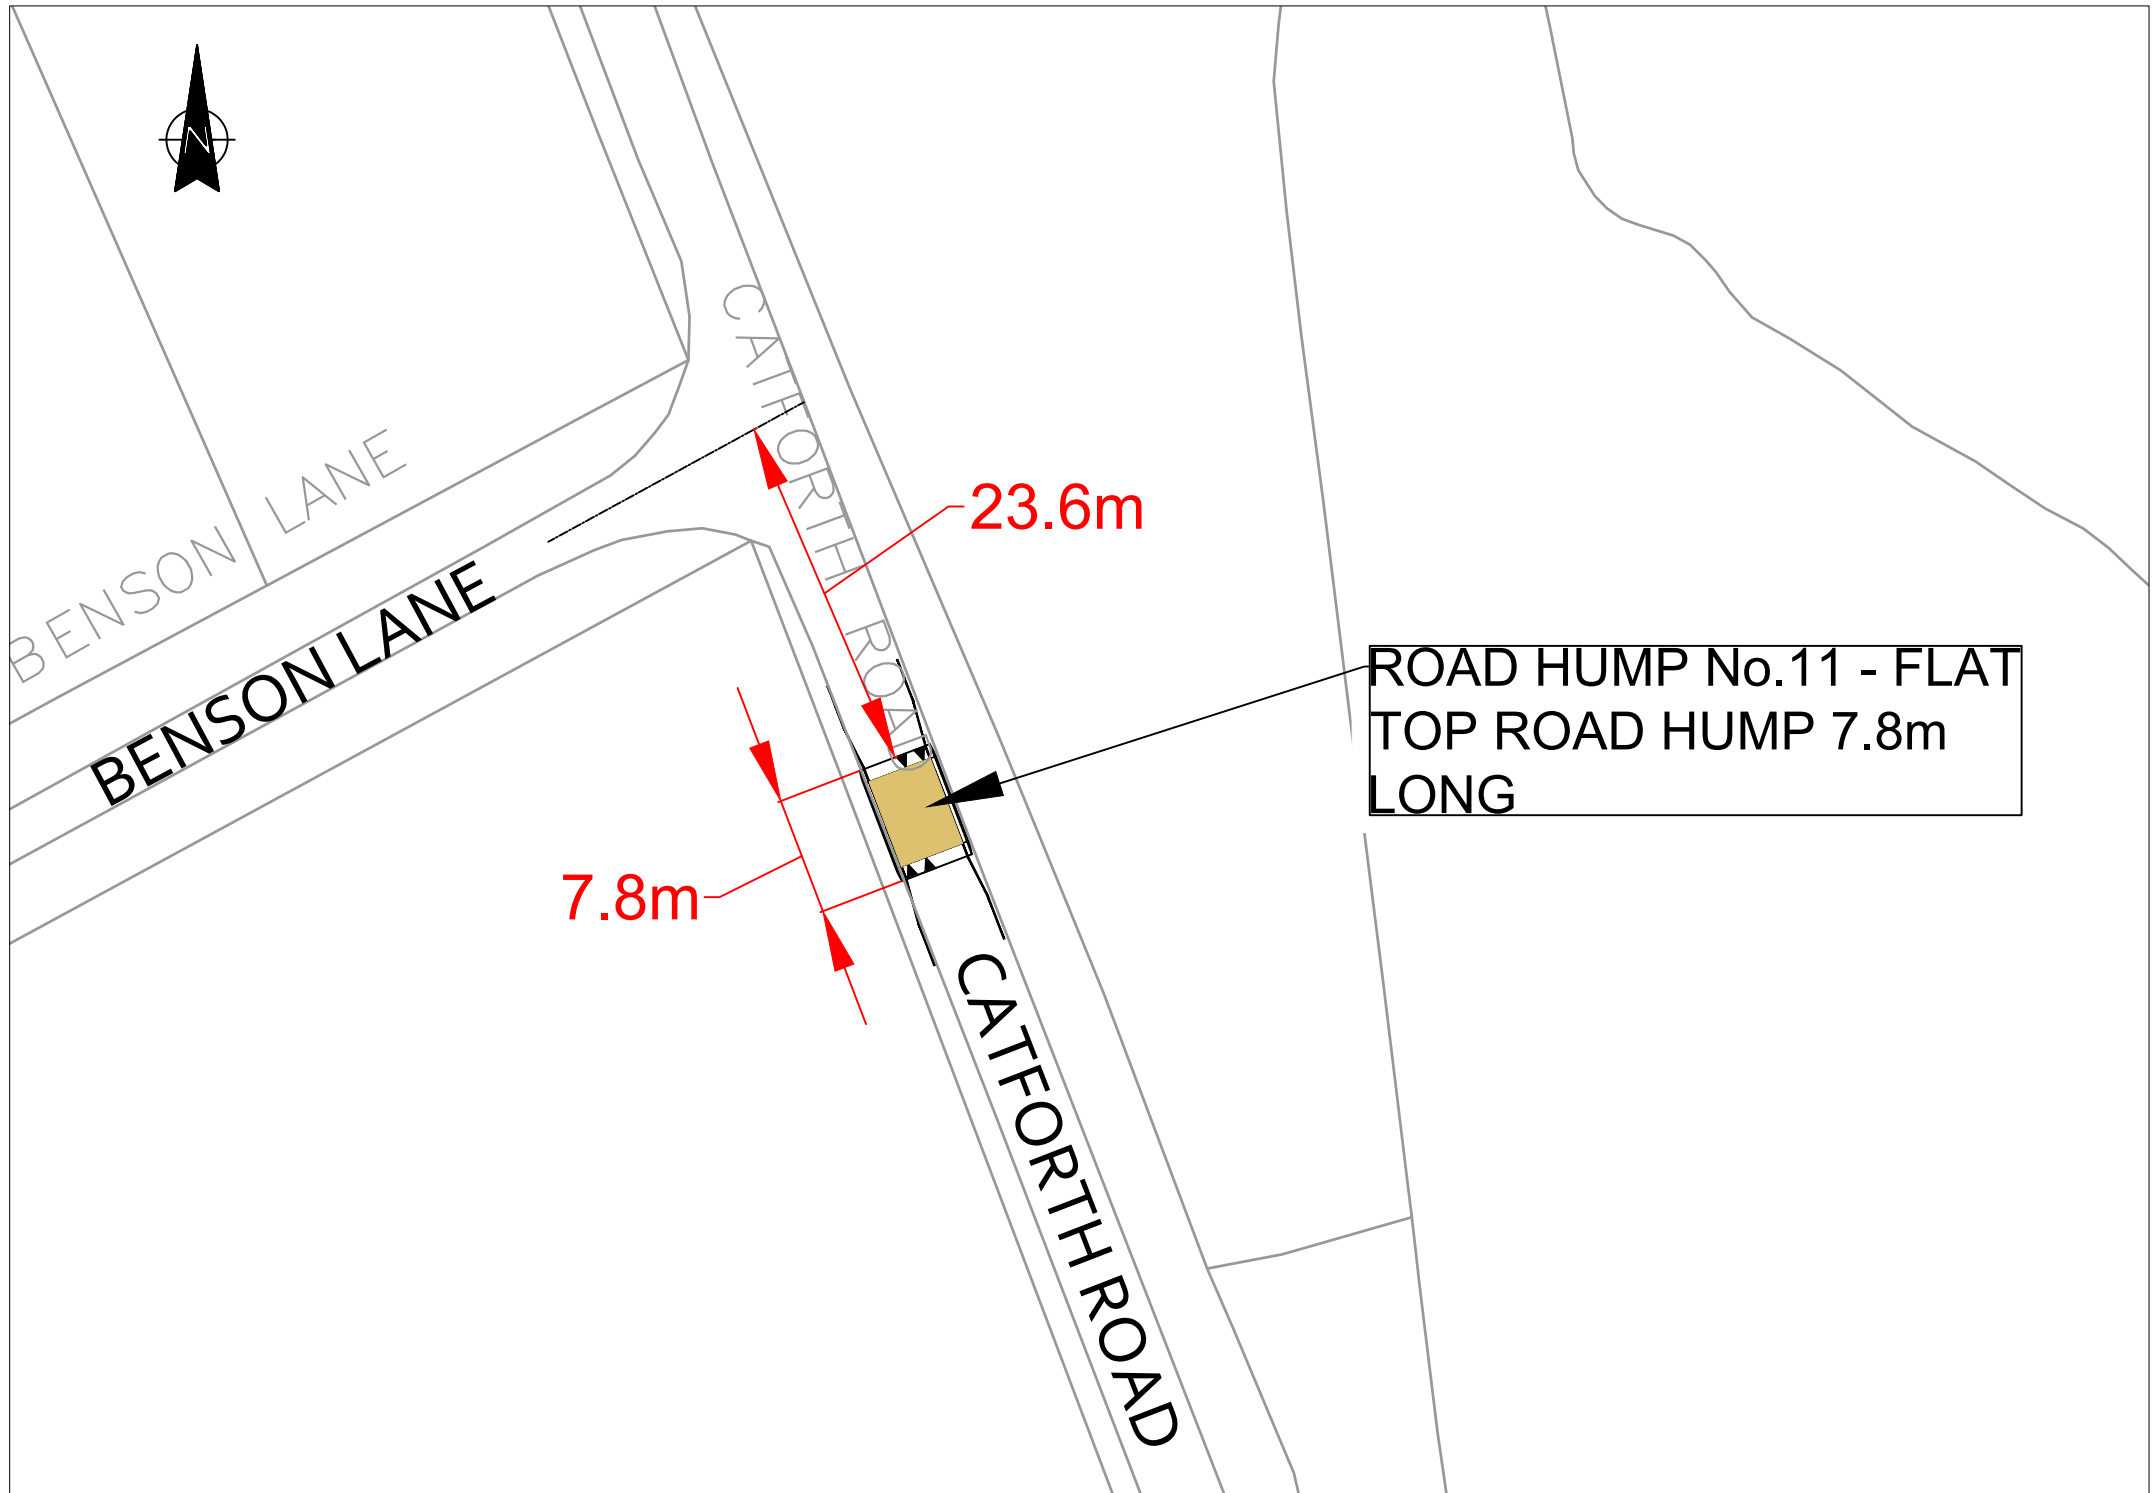 N
CATFORTH ROAD
BENSON LANE
23.6m
BENSON LANE
ROAD HUMP No.11 - FLAT
TOP ROAD HUMP 7.8m
LONG
7.8m
CATFORTH ROAD